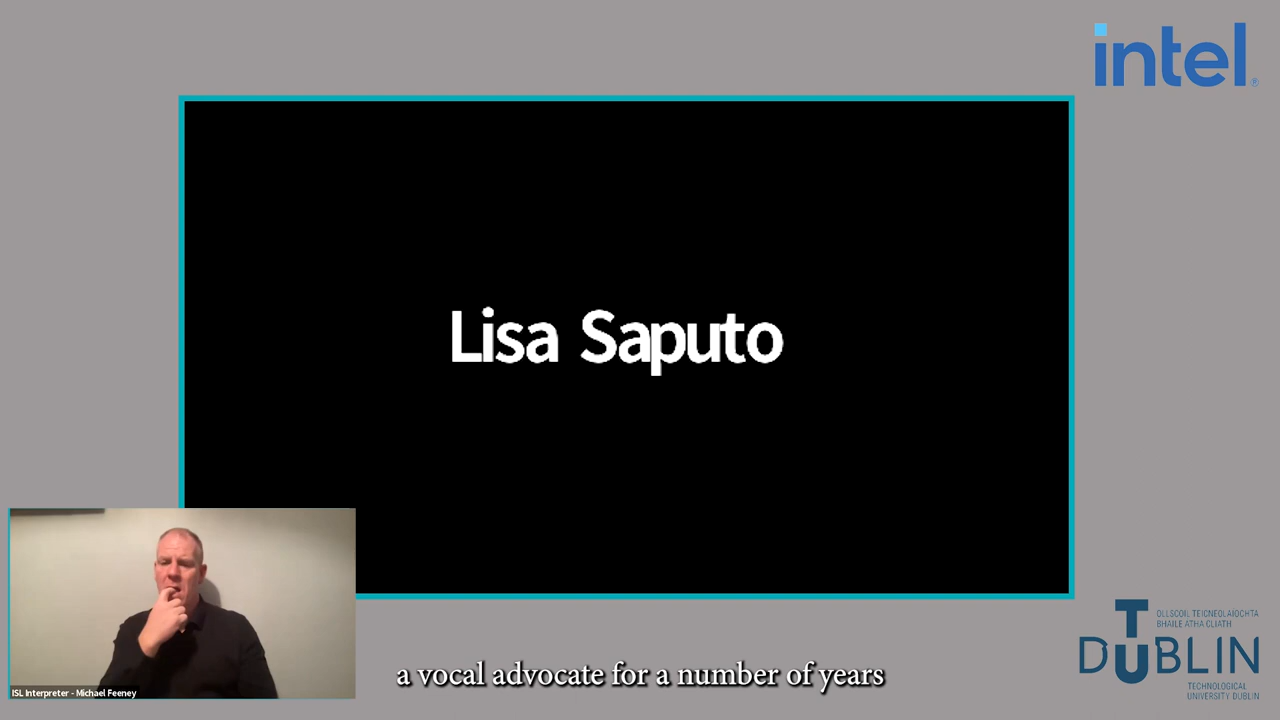 intel
Lisa Saputo
ISL Interpreter - Michael Feeney
a vocal advocate for a number of years
OLLSCOIL TEICNEOLAÍOCHTA
BHAILE ÁTHA CLIATH
TU DUBLIN
TECHNOLOGICAL
UNIVERSITY DUBLIN